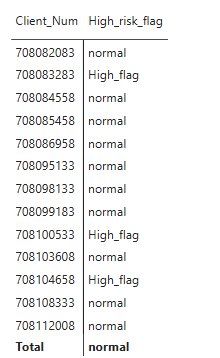 Client_Num High_risk_flag
708082083 normal
708083283 High_flag
708084558 normal
708085458 normal
708086958 normal
708095133 normal
708098133 normal
708099183 normal
708100533 High_flag
708103608 normal
708104658 High_flag
708108333 normal
708112008 normal
Total normal